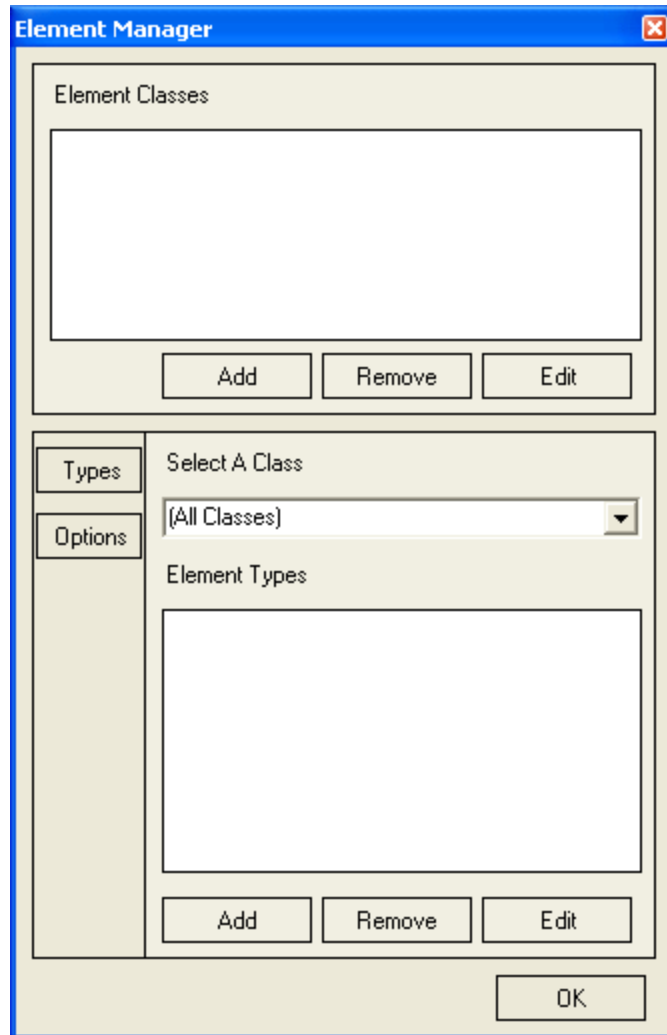 Element Manager
Element Classes
Add Remove Edit
Types
Options
Select A Class
(All Classes)
Element Types
Add Remove Edit
OK